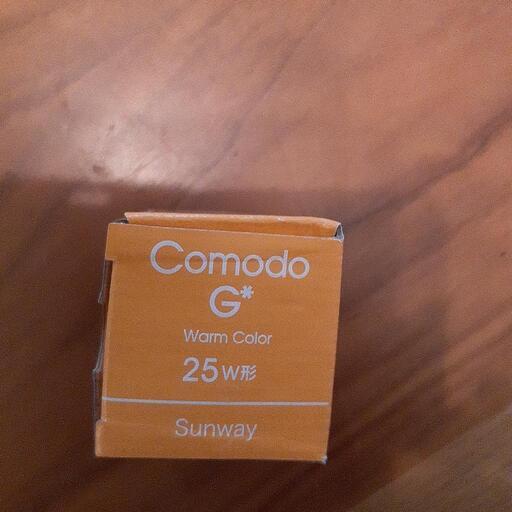 Comodo
G*
Warm Color
25W形
Sunway